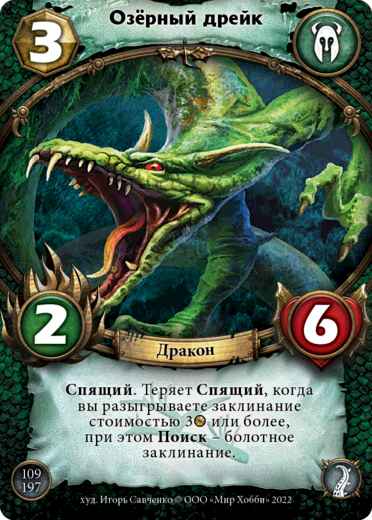 Озёрный дрейк
3
2
6
Дракон
Спящий. Теряет Спящий, когда
вы разыгрываете заклинание
стоимостью 3 или более,
при этом Поиск – болотное
заклинание.
109
197
худ. Игорь Савченко © ООО «Мир Хобби» 2022